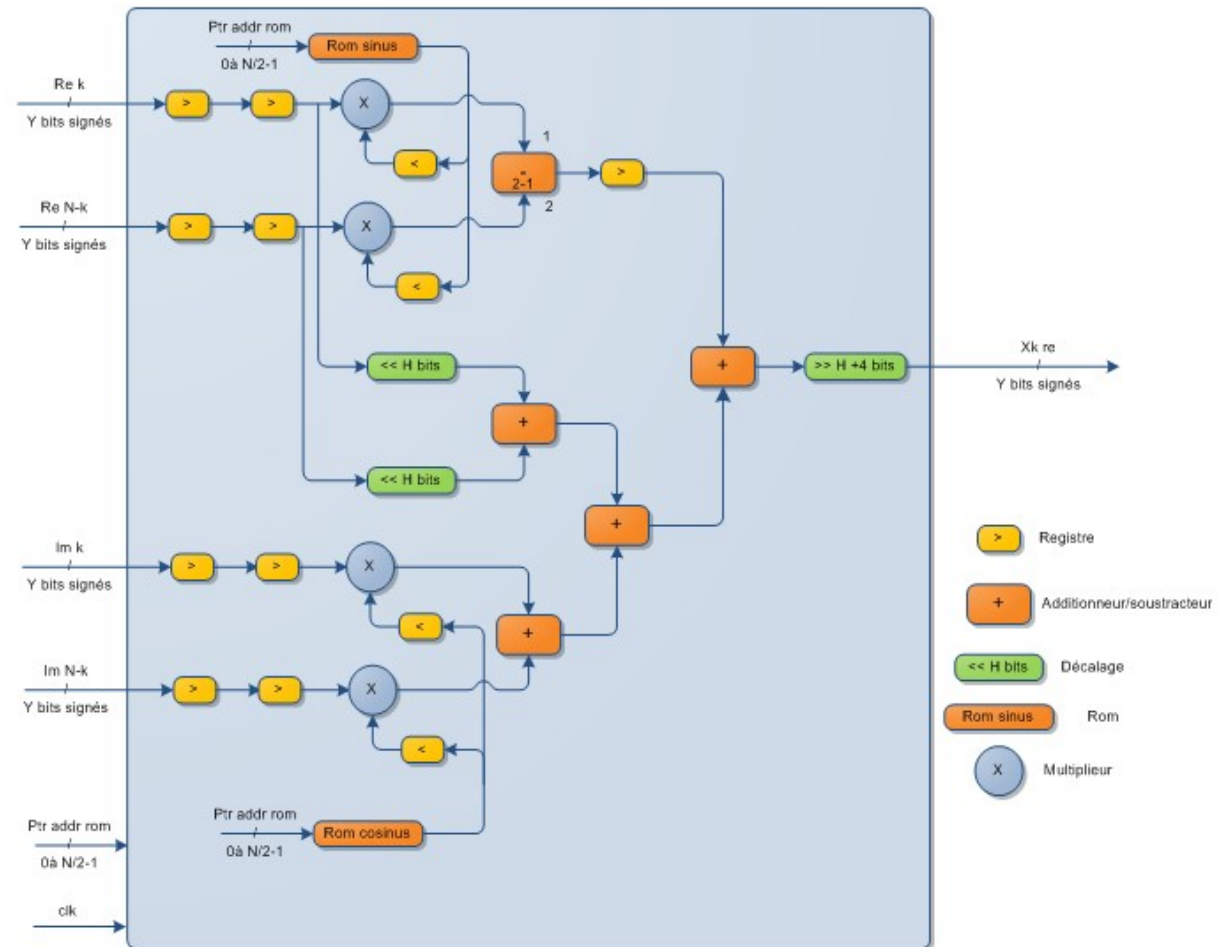 Ptr addr rom
Rom sinus
0à N/2-1
Re k
>
>
X
Y bits signés
1
<
-
2-1
>
2
Re N-k
>
>
X
Y bits signés
<
<< H bits
+
<< H bits
+
>> H +4 bits
Xk re
Y bits signés
+
Im k
>
>
X
Y bits signés
<
+
Im N-k
>
>
X
Y bits signés
<
Ptr addr rom
Rom cosinus
0à N/2-1
Ptr addr rom
0à N/2-1
clk
>
Registre
+
Additionneur/soustracteur
<< H bits
Décalage
Rom sinus
Rom
X
Multiplieur